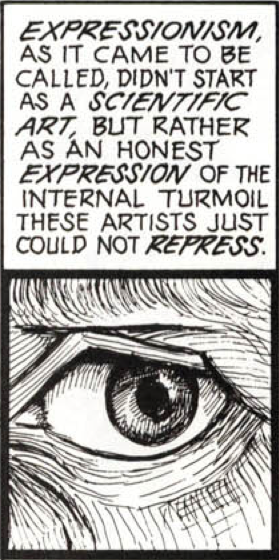 EXPRESSIONISM,
AS IT CAME TO BE
CALLED, DIDN'T START
AS A SCIENTIFIC
ART, BUT RATHER
AS AN HONEST
EXPRESSION OF THE
INTERNAL TURMOIL
THESE ARTISTS JUST
COULD NOT REPRESS.